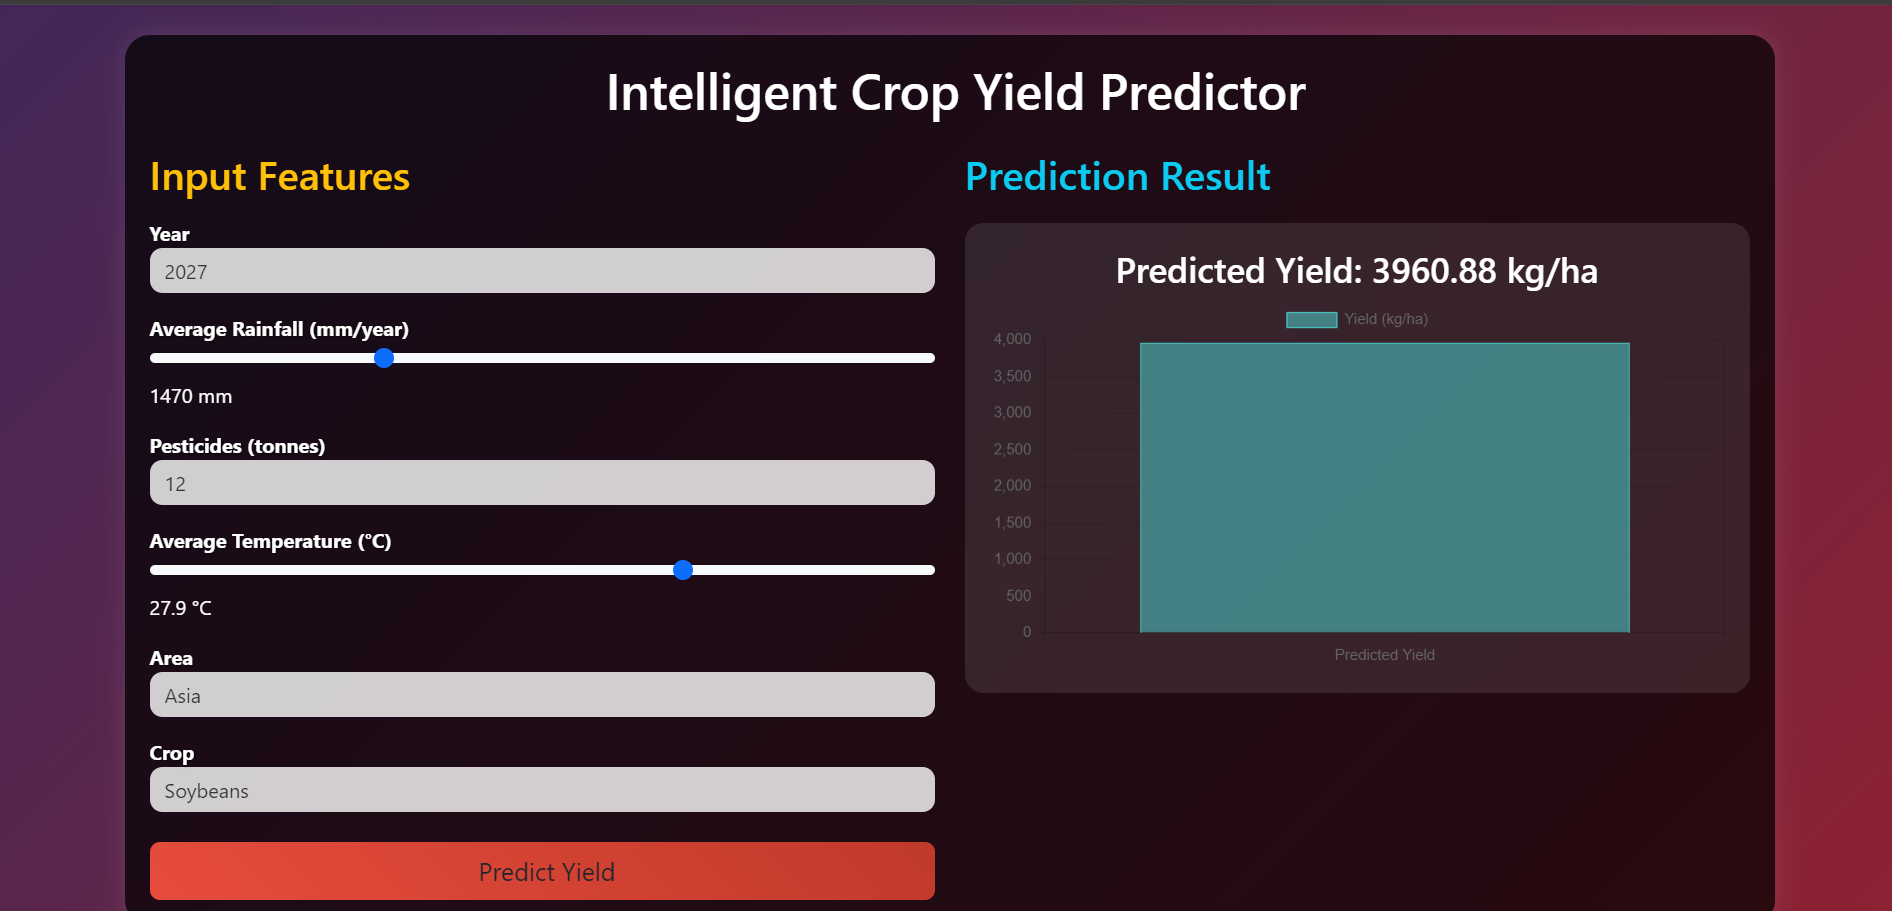 Intelligent Crop Yield Predictor
Input Features
Year
2027
Average Rainfall (mm/year)
1470 mm
Pesticides (tonnes)
12
Average Temperature (°C)
27.9 °C
Area
Asia
Crop
Soybeans
Predict Yield
Prediction Result
Predicted Yield: 3960.88 kg/ha
Yield (kg/ha)
4,000
3,500
3,000
2,500
2,000
1,500
1,000
500
0
Predicted Yield